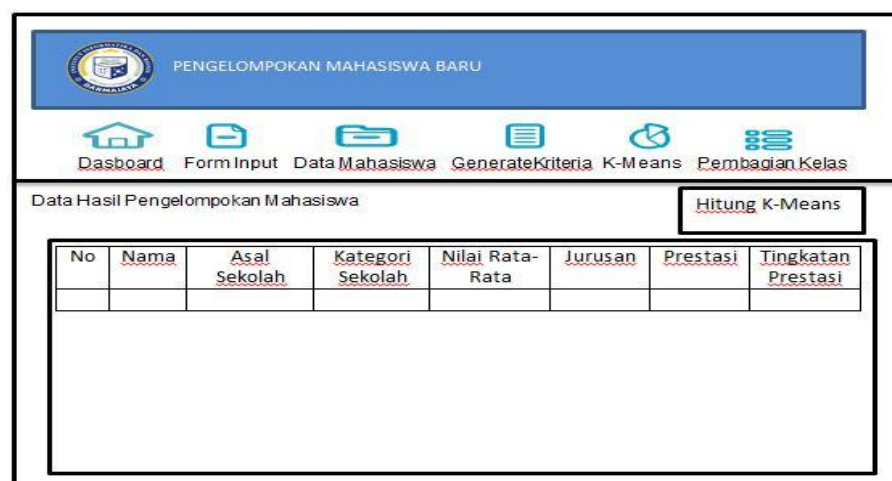 PENGELOMPOKAN MAHASISWA BARU
DARMAJAYA
Dasboard Form Input Data Mahasiswa GenerateKriteria K-Means Pembagian Kelas
Data Hasil Pengelompokan Mahasiswa
Hitung K-Means
No Nama Asal Sekolah Kategori Sekolah Nilai Rata-Rata Jurusan Prestasi Tingkatan Prestasi